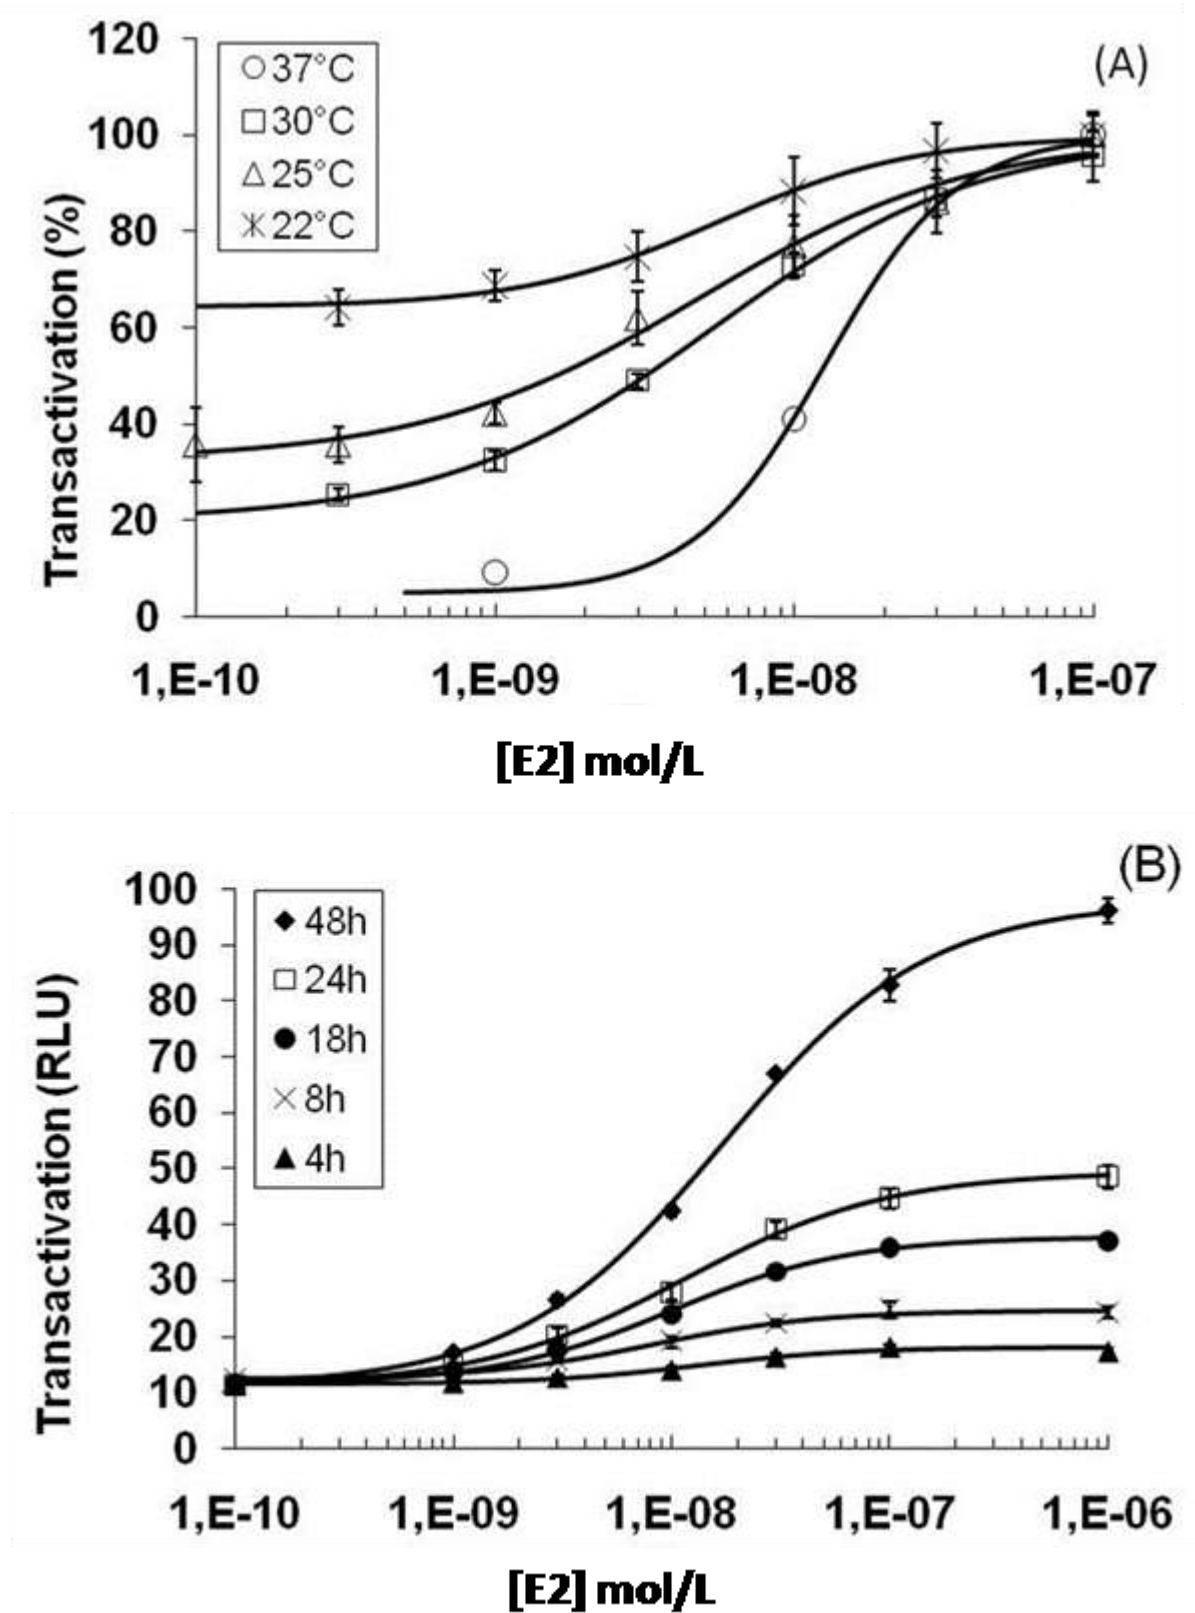 (A)
Transactivation (%)
120
100
80
60
40
20
0
37°C
30°C
25°C
22°C
1,E-10 1,E-09 1,E-08 1,E-07
[E2] mol/L
(B)
Transactivation (RLU)
100
90
80
70
60
50
40
30
20
10
0
48h
24h
18h
8h
4h
1,E-10 1,E-09 1,E-08 1,E-07 1,E-06
[E2] mol/L